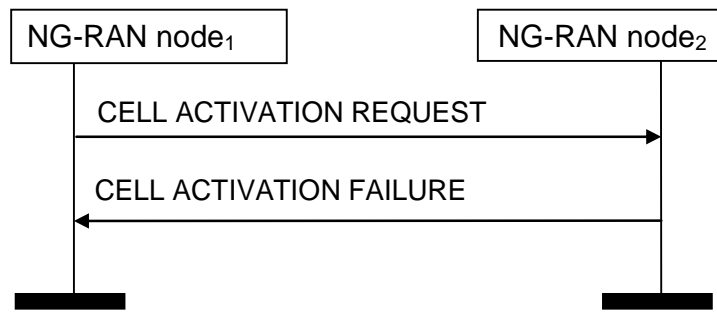 NG-RAN node₁
NG-RAN node₂
CELL ACTIVATION REQUEST
CELL ACTIVATION FAILURE